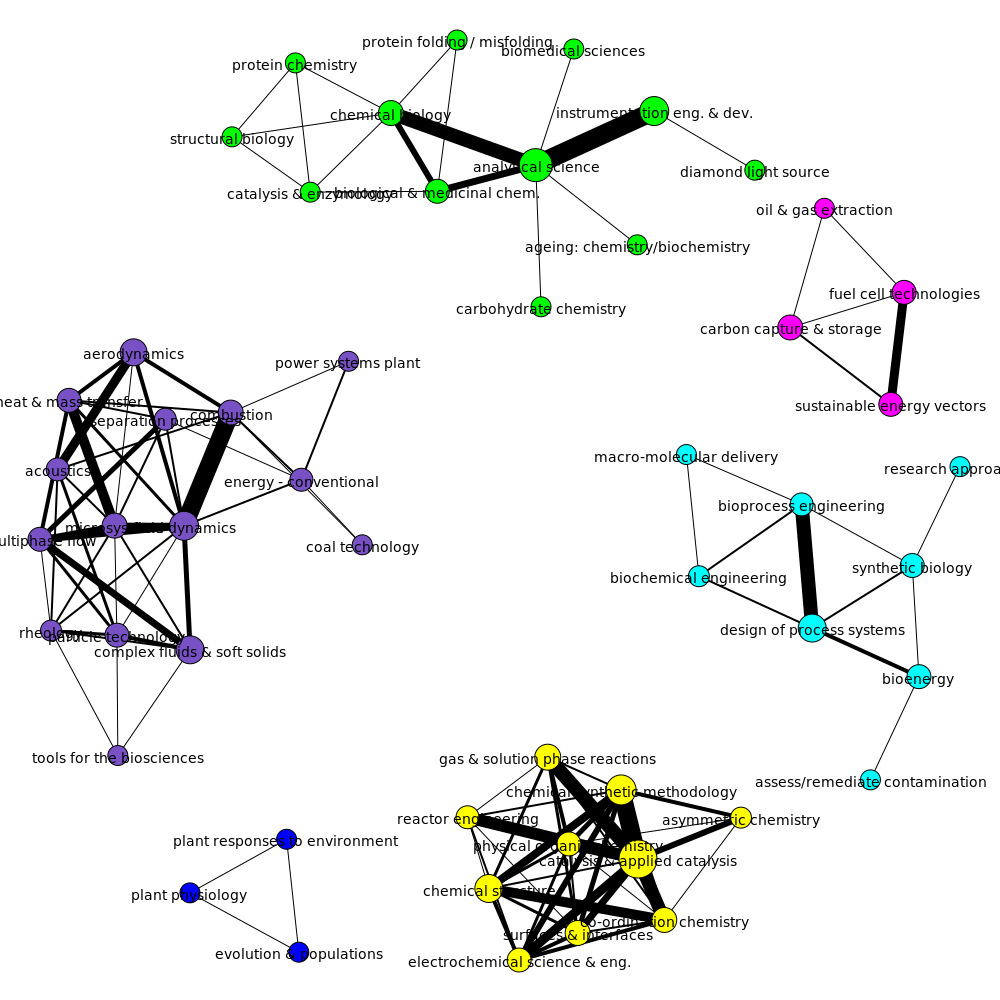 protein folding / misfolding
biomedical sciences
protein chemistry
chemical biology
instrumentation eng. & dev.
structural biology
analytical science
diamond light source
catalysis & enzymology
biological & medicinal chem.
oil & gas extraction
ageing: chemistry/biochemistry
fuel cell technologies
carbohydrate chemistry
carbon capture & storage
aerodynamics
power systems plant
heat & mass transfer
separation processes
combustion
sustainable energy vectors
macro-molecular delivery
research approa
acoustics
energy - conventional
bioprocess engineering
microsystems
fluid dynamics
ultiphase flow
coal technology
synthetic biology
biochemical engineering
rheology
particle technology
complex fluids & soft solids
design of process systems
bioenergy
tools for the biosciences
gas & solution phase reactions
assess/remediate contamination
chemical synthetic methodology
reactor engineering
asymmetric chemistry
plant responses to environment
physical organic chemistry
catalysis & applied catalysis
plant physiology
chemical structure
co-ordination chemistry
surfaces & interfaces
evolution & populations
electrochemical science & eng.